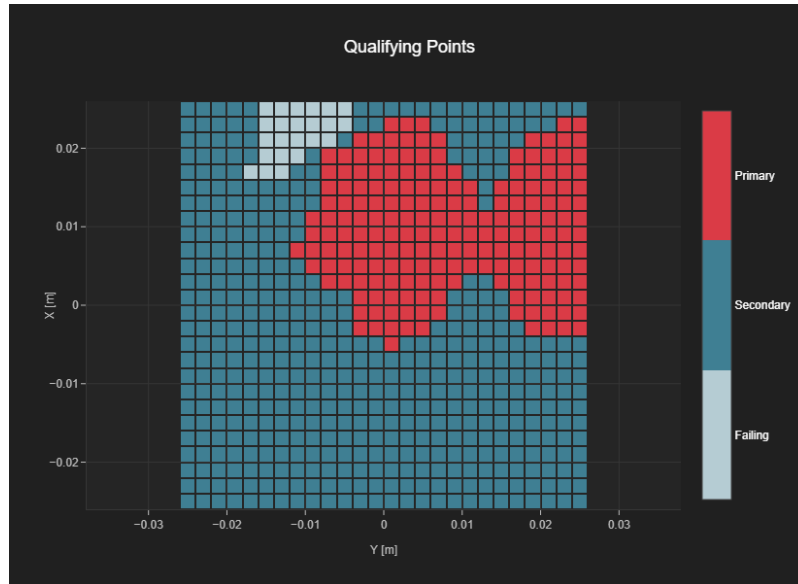 Qualifying Points
Primary
Secondary
Failing
0.02
0.01
0
−0.01
−0.02
X [m]
−0.03
−0.02
−0.01
0
0.01
0.02
0.03
Y [m]